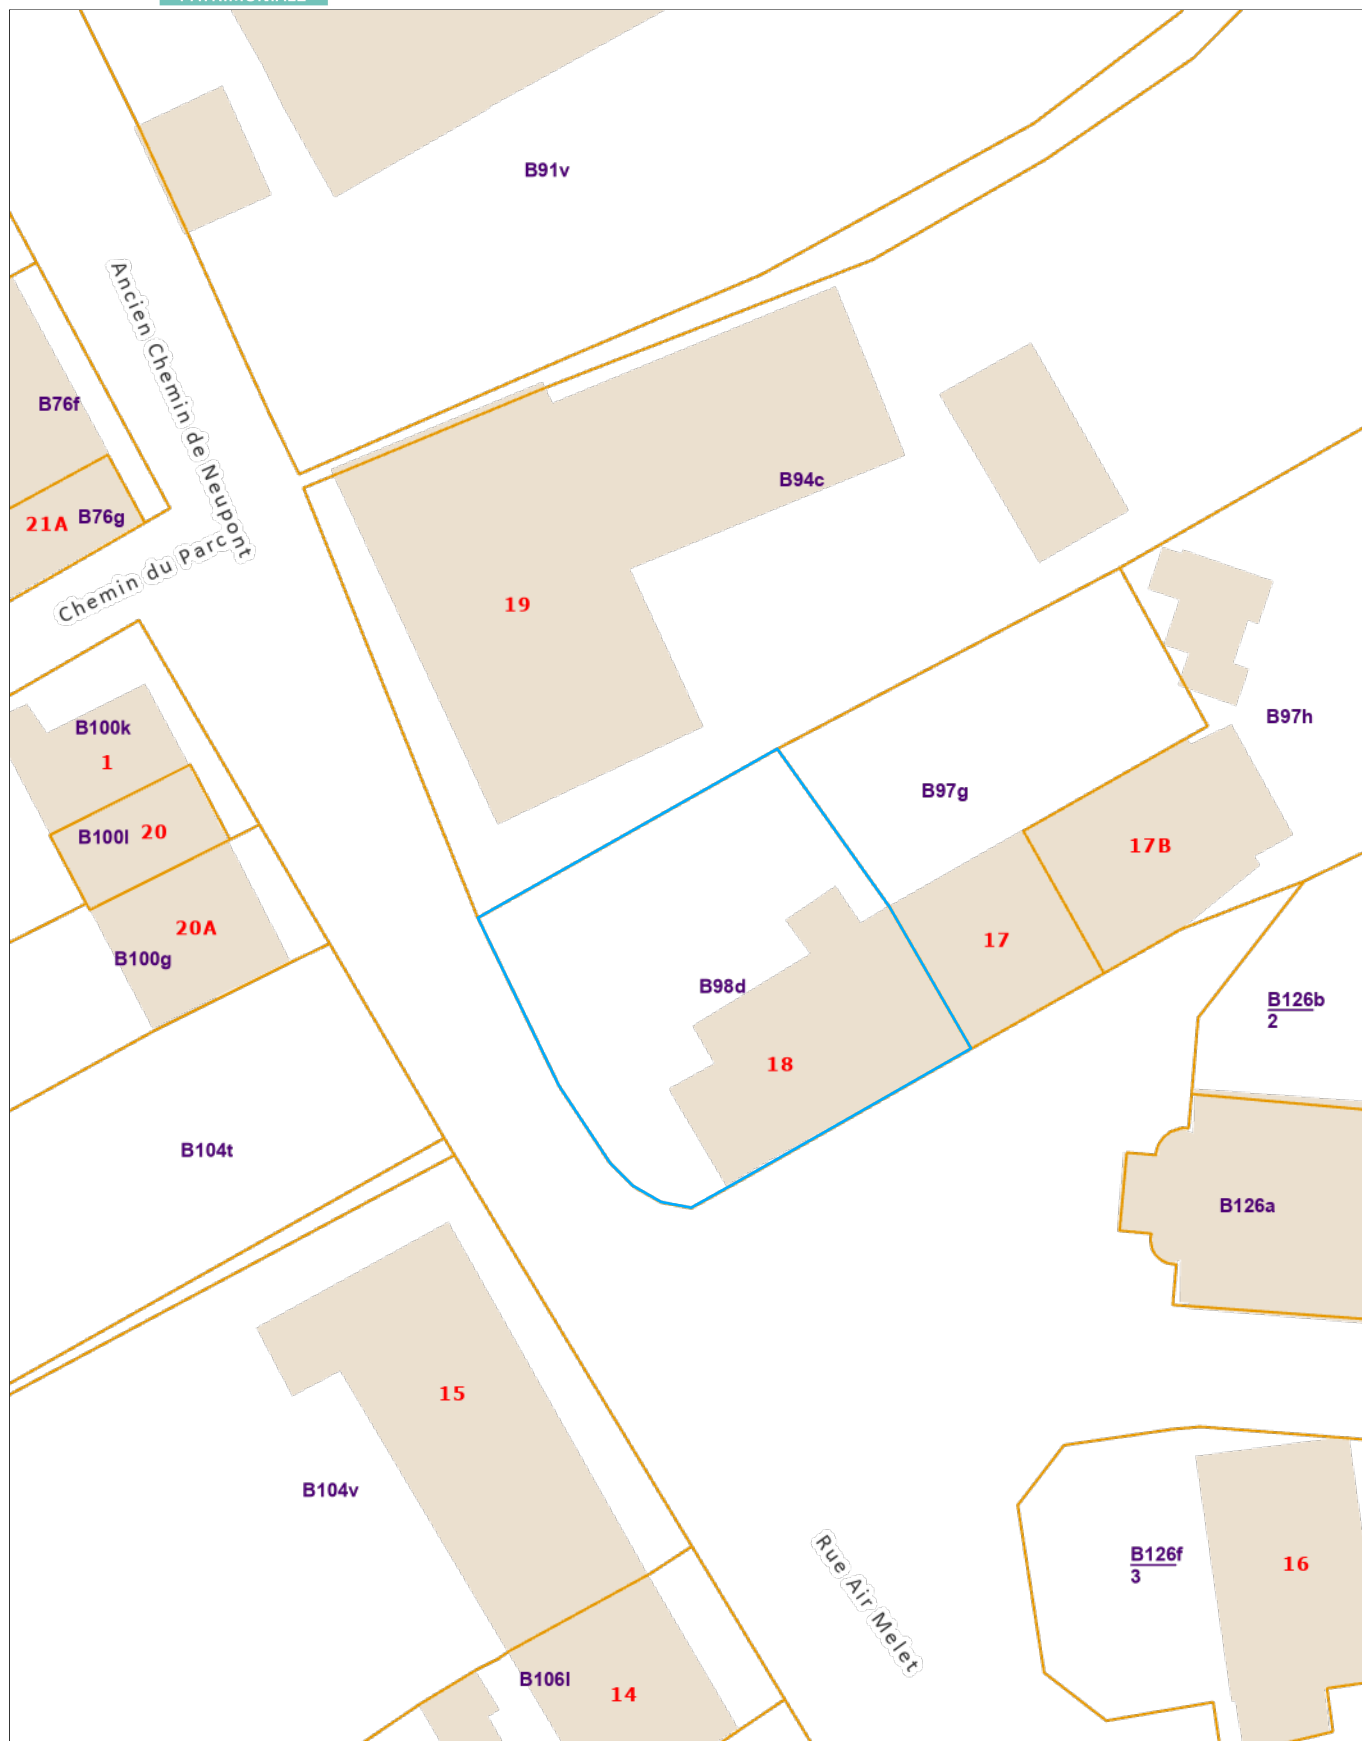 B91v
Ancien Chemin de Neupont
B76f
B94c
21A
B76g
Chemin du Parc
19
B97h
B100k
1
B97g
B100l
20
17B
20A
17
B100g
B98d
B126b
2
18
B104t
B126a
15
B104v
Rue Air Melet
B126f
3
16
B106l
14